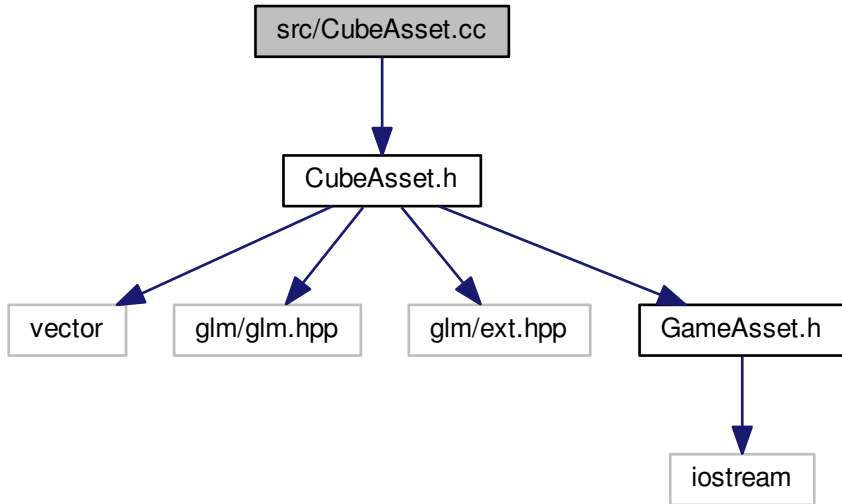 src/CubeAsset.cc
CubeAsset.h
vector
glm/glm.hpp
glm/ext.hpp
GameAsset.h
iostream